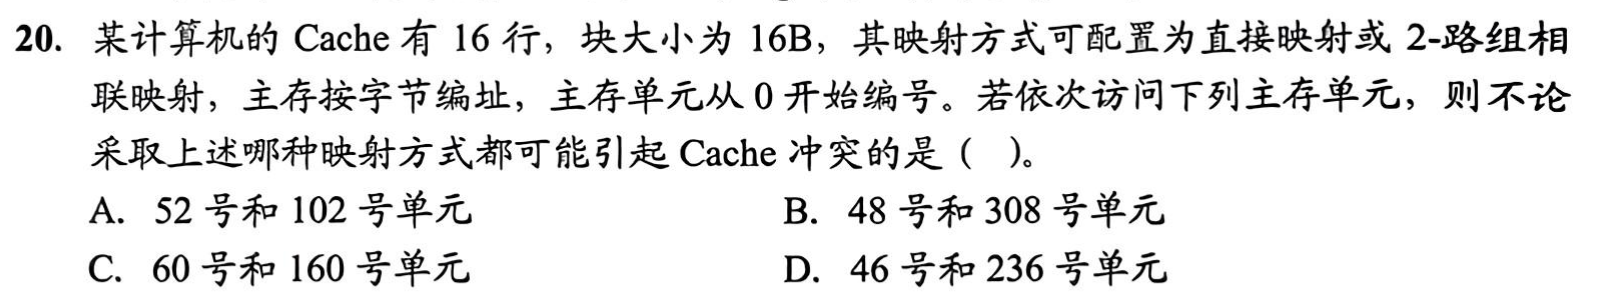 20. 某计算机的 Cache 有 16 行，块大小为 16B，其映射方式可配置为直接映射或 2-路组相
联映射，主存按字节编址，主存单元从 0 开始编号。若依次访问下列主存单元，则不论
采取上述哪种映射方式都可能引起 Cache 冲突的是（ ）。
A. 52 号和 102 号单元 B. 48 号和 308 号单元
C. 60 号和 160 号单元 D. 46 号和 236 号单元